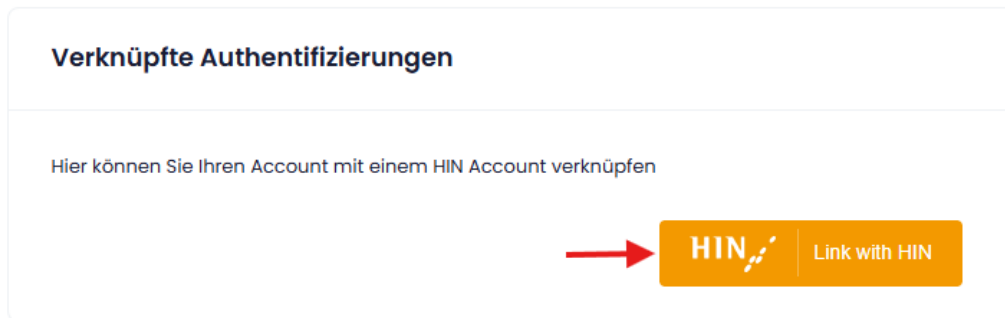 Verknüpfte Authentifizierungen
Hier können Sie Ihren Account mit einem HIN Account verknüpfen
HIN Link with HIN